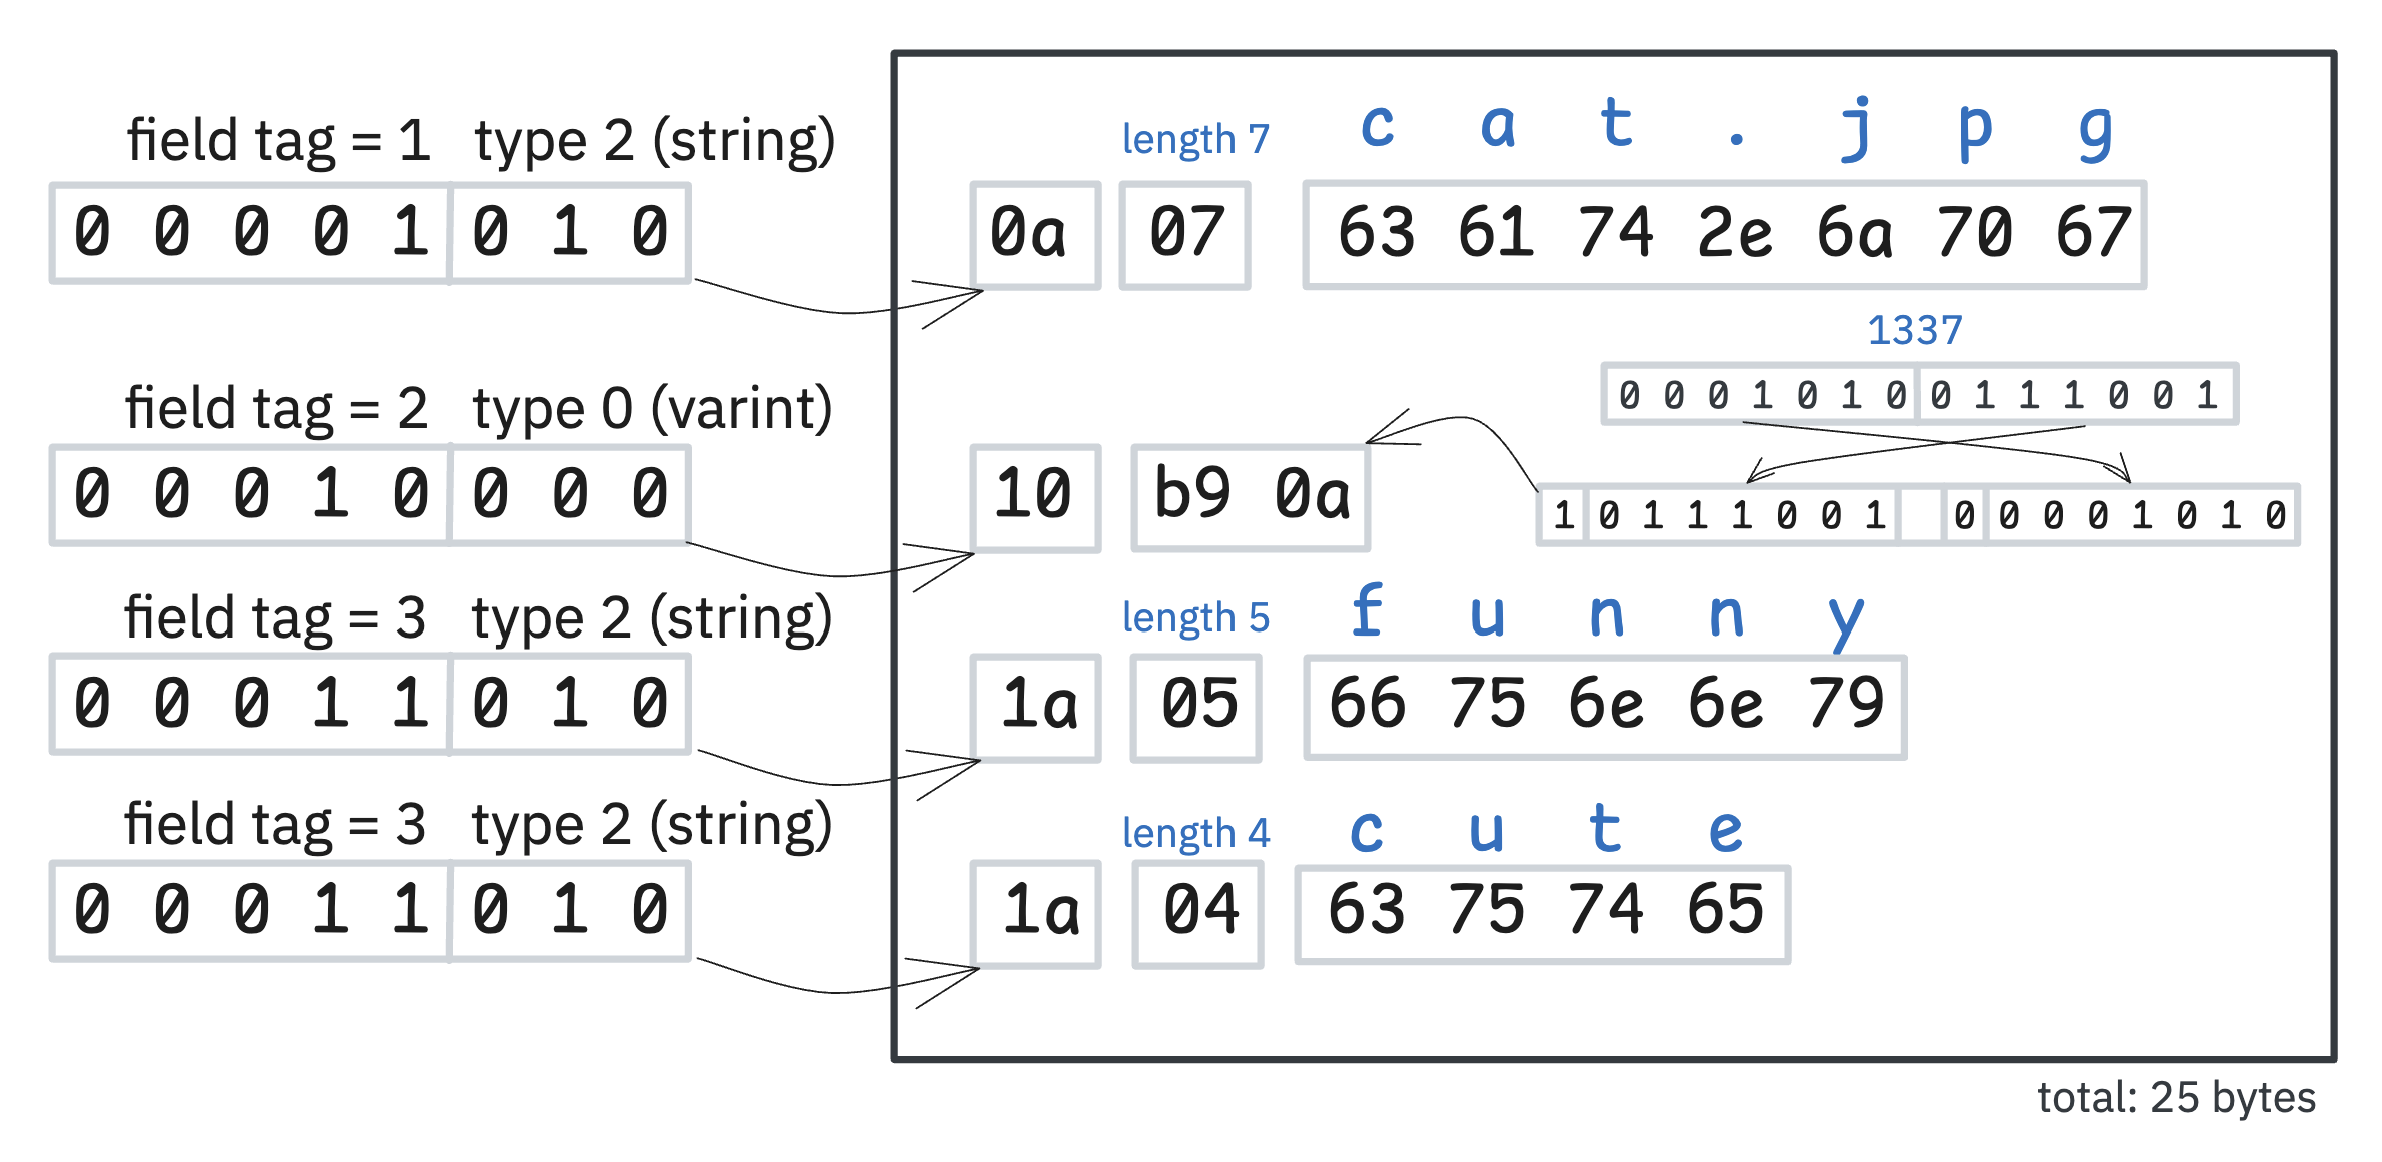 field tag = 1 type 2 (string)
0 0 0 0 1 0 1 0
length 7 c a t . j p g
0a 07 63 61 74 2e 6a 70 67
1337
0 0 0 1 0 1 0 0 1 1 1 0 0 1
field tag = 2 type 0 (varint)
0 0 0 1 0 0 0 0
10 b9 0a
1 0 1 1 1 0 0 1 0 0 0 0 1 0 1 0
field tag = 3 type 2 (string)
0 0 0 1 1 0 1 0
length 5 f u n n y
1a 05 66 75 6e 6e 79
field tag = 3 type 2 (string)
0 0 0 1 1 0 1 0
length 4 c u t e
1a 04 63 75 74 65
total: 25 bytes